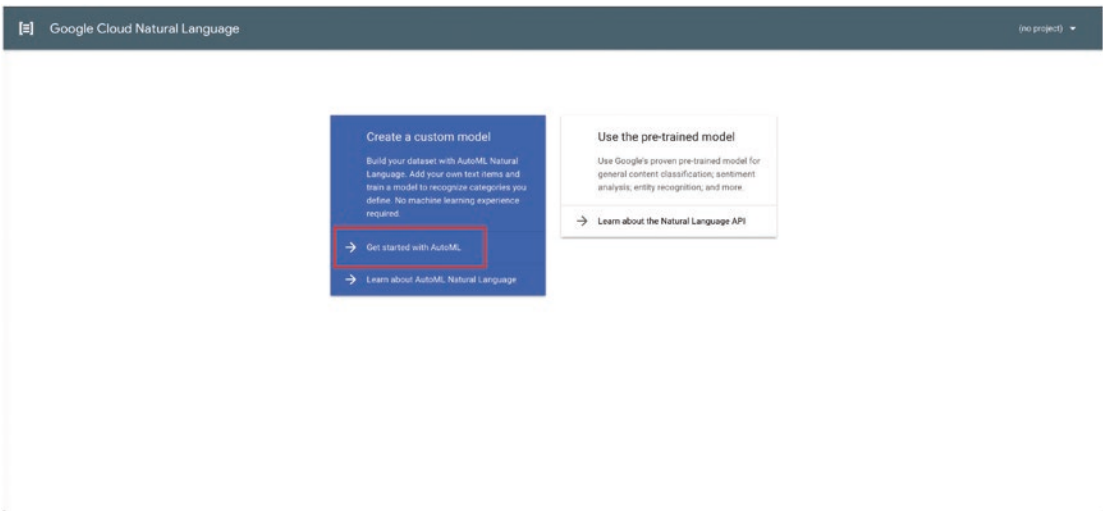 Google Cloud Natural Language
(no project)
Create a custom model
Build your dataset with AutoML Natural
Language. Add your own text items and
train a model to recognize categories you
define. No machine learning experience
required.
Get started with AutoML
Learn about AutoML Natural Language
Use the pre-trained model
Use Google's proven pre-trained model for
general content classification; sentiment
analysis; entity recognition; and more.
Learn about the Natural Language API